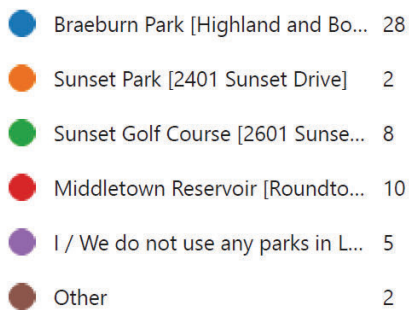 Braeburn Park [Highland and Bo... 28
Sunset Park [2401 Sunset Drive] 2
Sunset Golf Course [2601 Sunse... 8
Middletown Reservoir [Roundto... 10
I / We do not use any parks in L... 5
Other 2